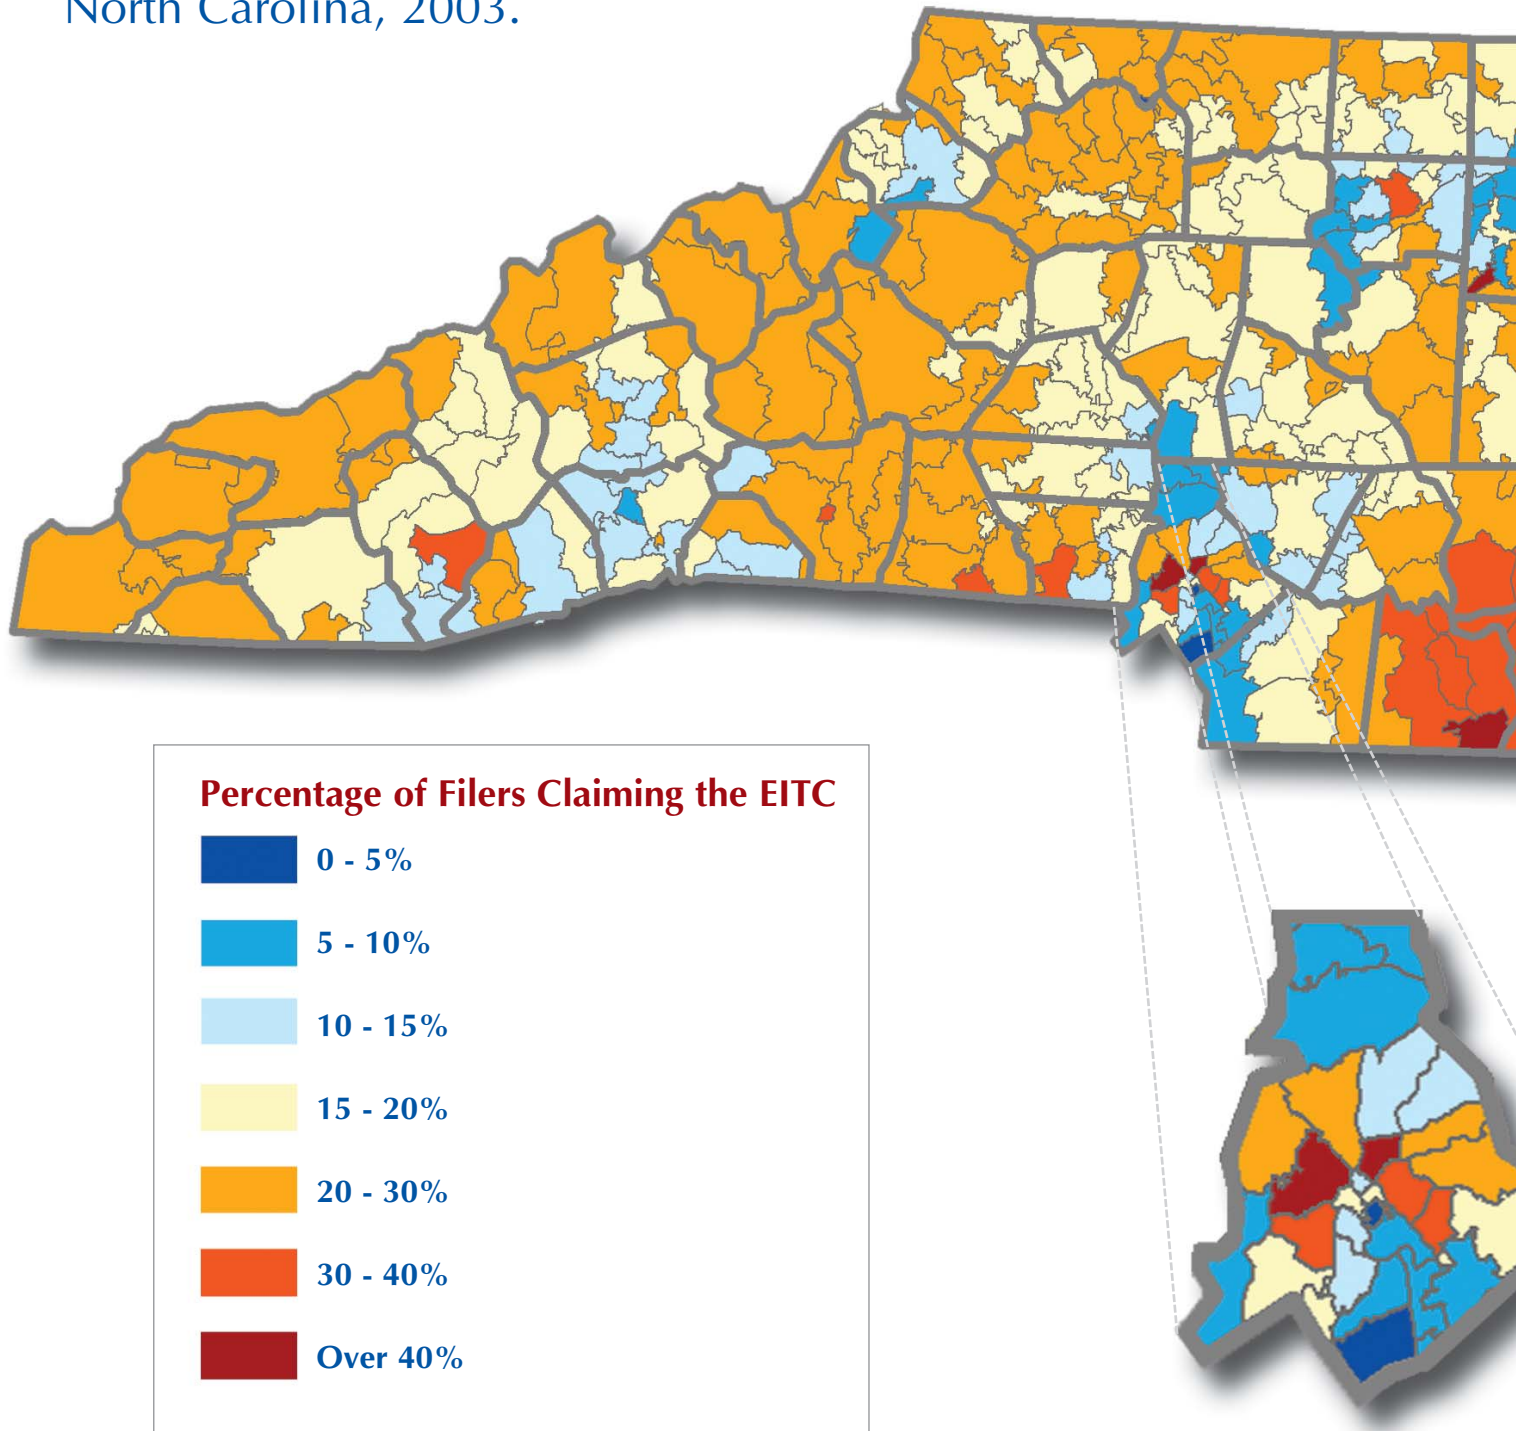 North Carolina, 2003.
Percentage of Filers Claiming the EITC
0 - 5%
5 - 10%
10 - 15%
15 - 20%
20 - 30%
30 - 40%
Over 40%